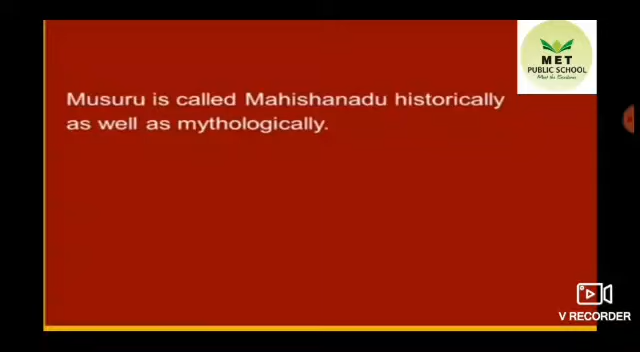 MET
PUBLIC SCHOOL
Musuru is called Mahishanadu historically
as well as mythologically.
V RECORDER